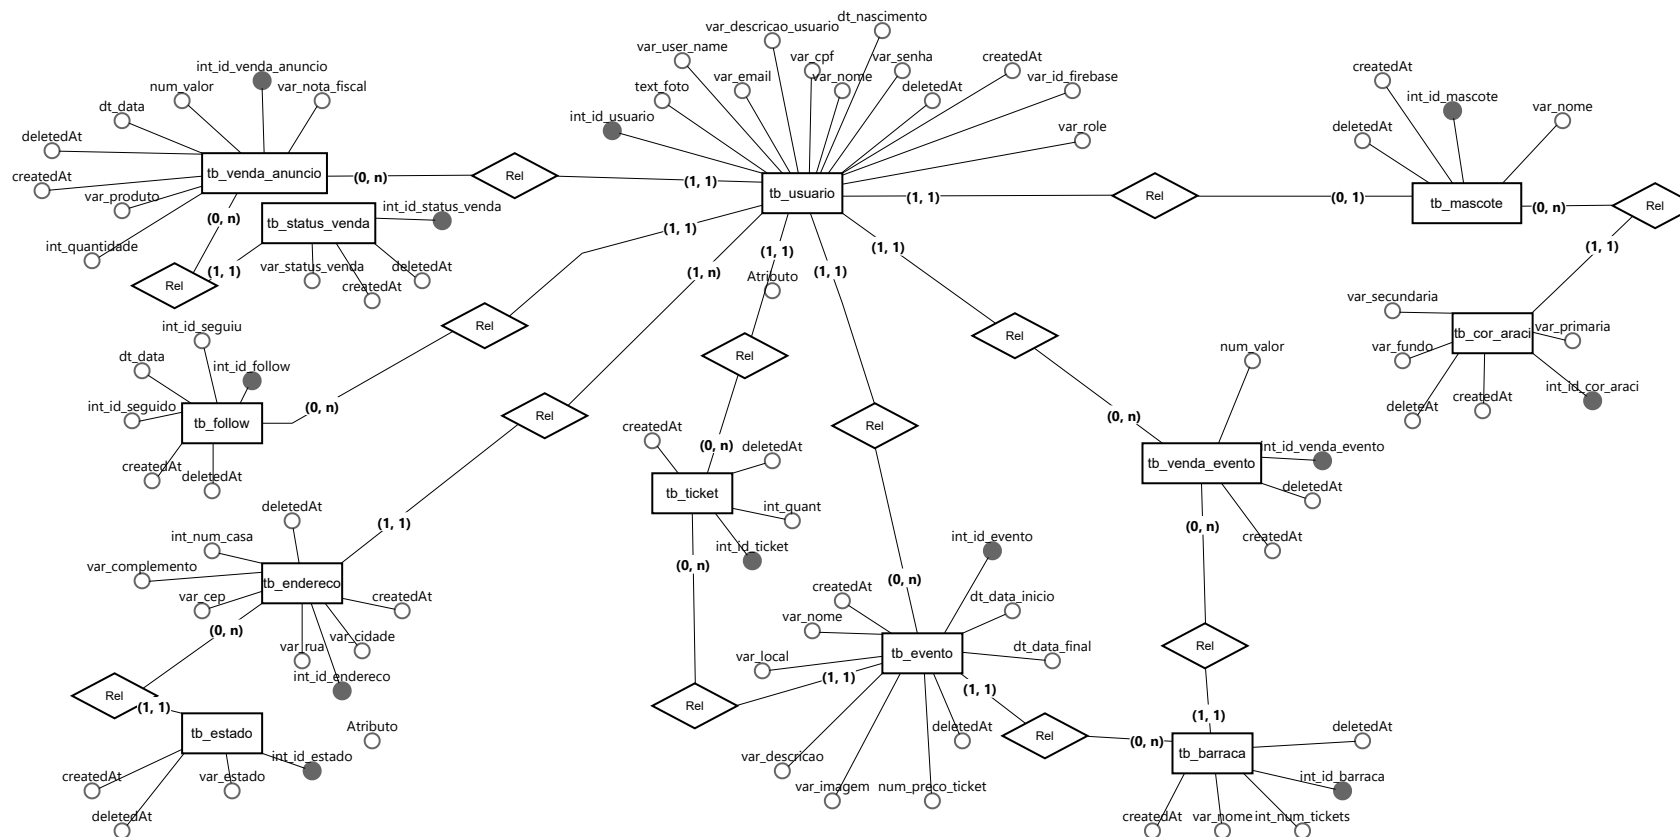 dt_nascimento
var_descricao_usuario
var_user_name
var_cpf
var_senha
createdAt
int_id_venda_anuncio
num_valor
var_nota_fiscal
text_foto
var_email
var_nome
deletedAt
var_id_firebase
createdAt
int_id_mascote
var_nome
dt_data
int_id_usuario
var_role
deletedAt
deletedAt
createdAt
tb_venda_anuncio
(0, n)
Rel
(1, 1)
tb_usuario
(1, 1)
Rel
(0, 1)
tb_mascote
(0, n)
Rel
var_produto
(0, n)
int_id_status_venda
tb_status_venda
(1, 1)
(1, 1)
(1, 1)
(1, 1)
int_quantidade
(1, 1)
(1, n)
(1, 1)
var_status_venda
deletedAt
Atributo
Rel
createdAt
var_secundaria
int_id_seguiu
Rel
Rel
tb_cor_araci
var_primaria
dt_data
int_id_follow
Rel
num_valor
var_fundo
int_id_seguido
(0, n)
int_id_cor_araci
createdAt
deleteAt
tb_follow
Rel
Rel
(0, n)
createdAt
(0, n)
deletedAt
int_id_venda_evento
createdAt
deletedAt
tb_venda_evento
deletedAt
tb_ticket
int_quant
deletedAt
(1, 1)
(0, n)
int_num_casa
int_id_ticket
int_id_evento
createdAt
var_complemento
(0, n)
(0, n)
tb_endereco
createdAt
dt_data_inicio
var_cep
createdAt
var_nome
(0, n)
var_cidade
var_rua
tb_evento
dt_data_final
Rel
var_local
int_id_endereco
(1, 1)
(1, 1)
Rel
(1, 1)
Rel
(1, 1)
Atributo
tb_estado
deletedAt
Rel
(0, n)
deletedAt
int_id_estado
var_descricao
tb_barraca
createdAt
var_estado
var_imagem
num_preco_ticket
int_id_barraca
deletedAt
createdAt
var_nome
int_num_tickets